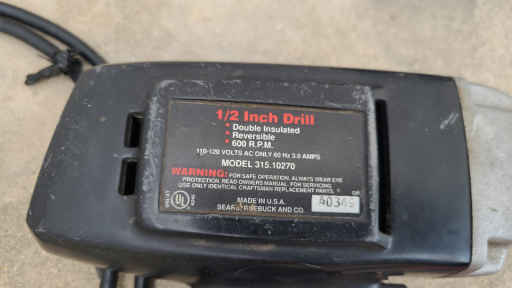 1/2 Inch Drill
* Double Insulated
* Reversible
* 600 R.P.M.
110-120 VOLTS AC ONLY 60 Hz 3.0 AMPS
MODEL 315.10270
WARNING: FOR SAFE OPERATION, ALWAYS WEAR EYE
PROTECTION. READ OWNERS MANUAL. FOR SERVICING
USE ONLY IDENTICAL CRAFTSMAN REPLACEMENT PARTS.
UL
MADE IN U.S.A.
SEARS, ROEBUCK AND CO.